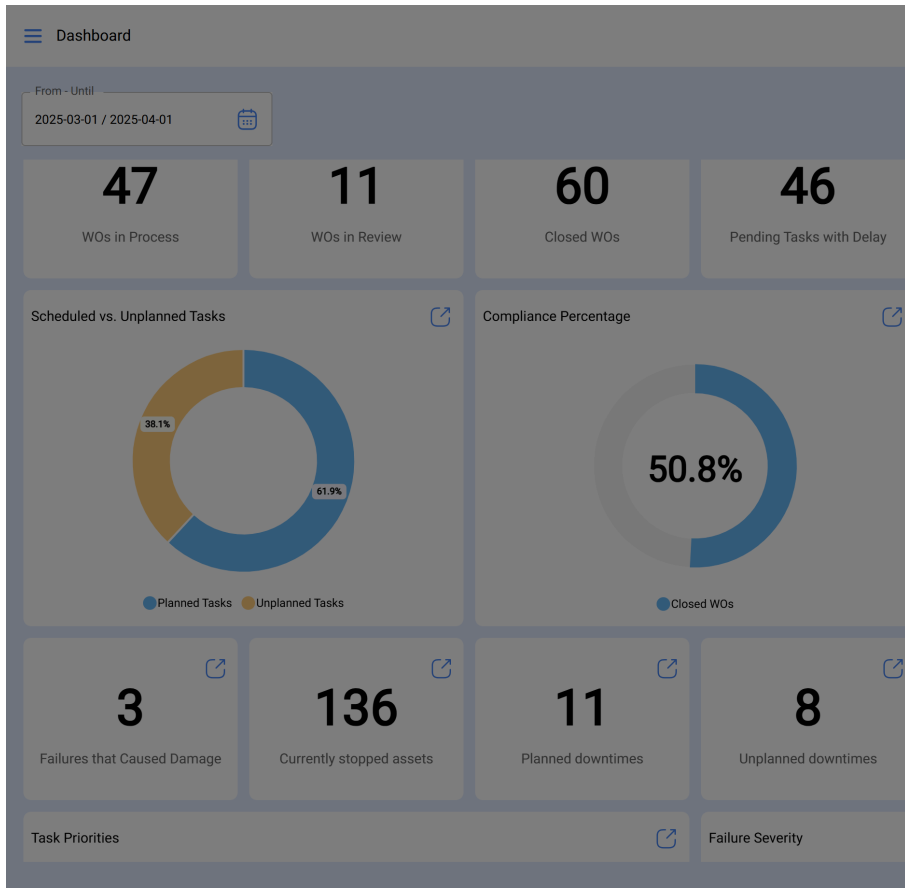 Dashboard
From - Until
2025-03-01 / 2025-04-01
47
WOs in Process
11
WOs in Review
60
Closed WOs
46
Pending Tasks with Delay
Scheduled vs. Unplanned Tasks
38.1%
61.9%
Planned Tasks
Unplanned Tasks
Compliance Percentage
50.8%
Closed WOs
3
Failures that Caused Damage
136
Currently stopped assets
11
Planned downtimes
8
Unplanned downtimes
Task Priorities
Failure Severity